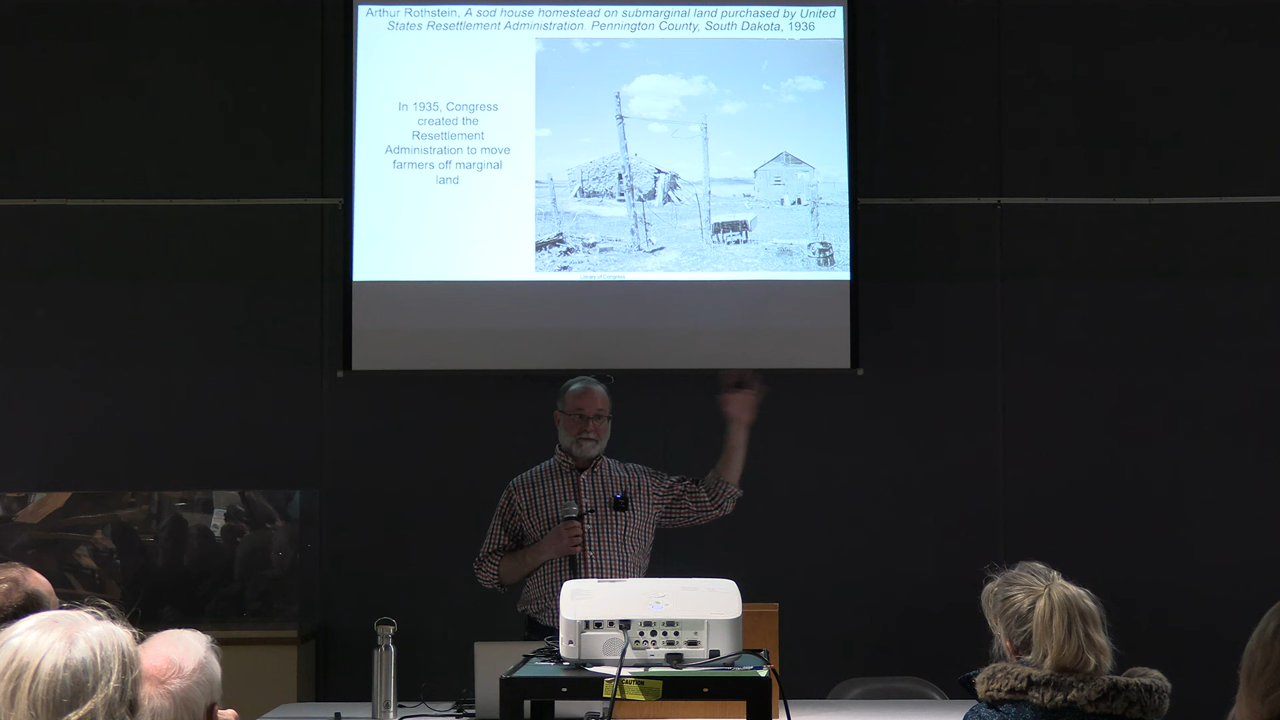 Arthur Rothstein, A sod house homestead on submarginal land purchased by United
States Resettlement Administration. Pennington County, South Dakota, 1936
In 1935, Congress
created the
Resettlement
Administration to move
farmers off marginal
land
Library of Congress
CAUTION